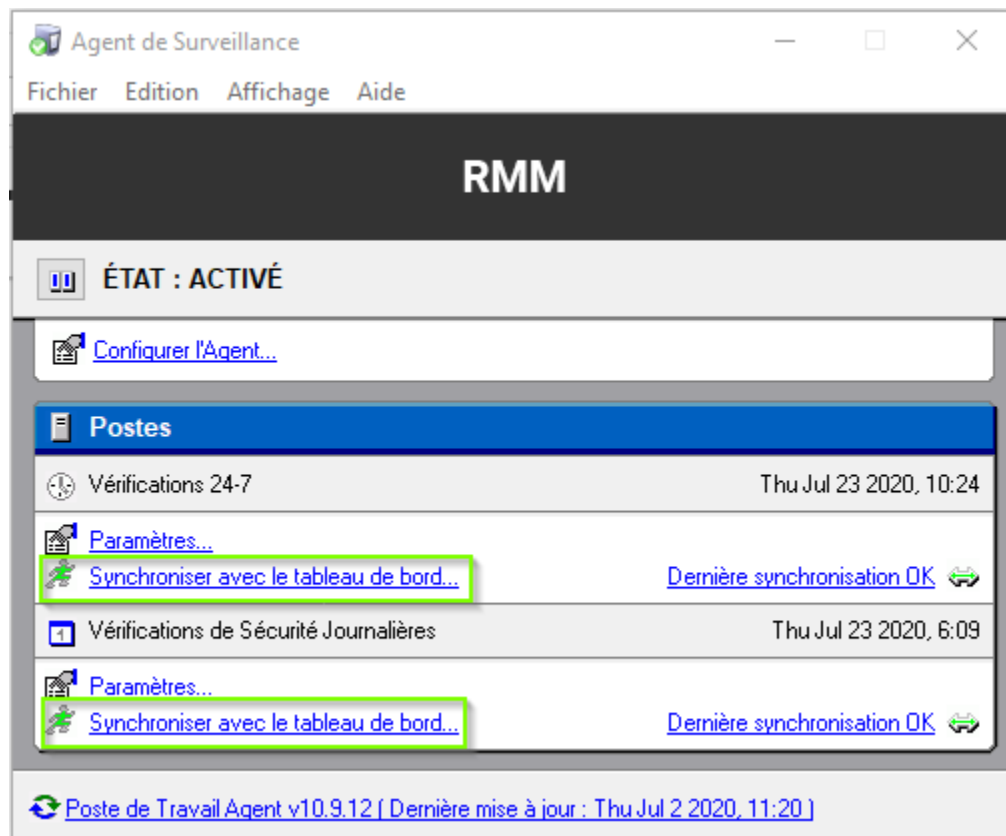 Agent de Surveillance
Fichier Edition Affichage Aide
RMM
ÉTAT : ACTIVÉ
Configurer l'Agent...
Postes
Vérifications 24-7 Thu Jul 23 2020, 10:24
Paramètres...
Synchroniser avec le tableau de bord... Dernière synchronisation OK
Vérifications de Sécurité Journalières Thu Jul 23 2020, 6:09
Paramètres...
Synchroniser avec le tableau de bord... Dernière synchronisation OK
Poste de Travail Agent v10.9.12 ( Dernière mise à jour : Thu Jul 2 2020, 11:20 )